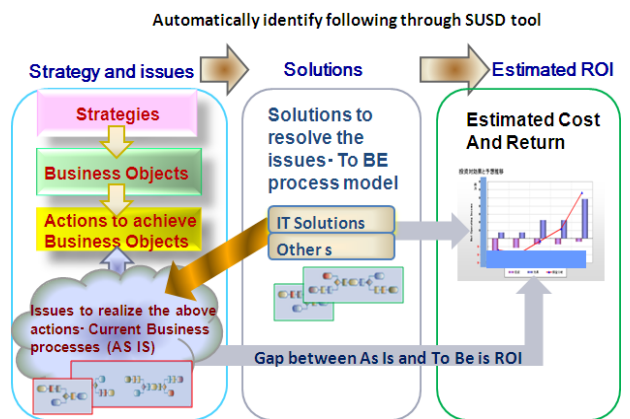 Automatically identify following through SUSD tool
Strategy and issues
Solutions
Estimated ROI
Strategies
Business Objects
Actions to achieve
Business Objects
Issues to realize the above
actions- Current Business
processes (AS IS)
Solutions to
resolve the
issues- To BE
process model
IT Solutions
Other s
Estimated Cost
And Return
Gap between As Is and To Be is ROI